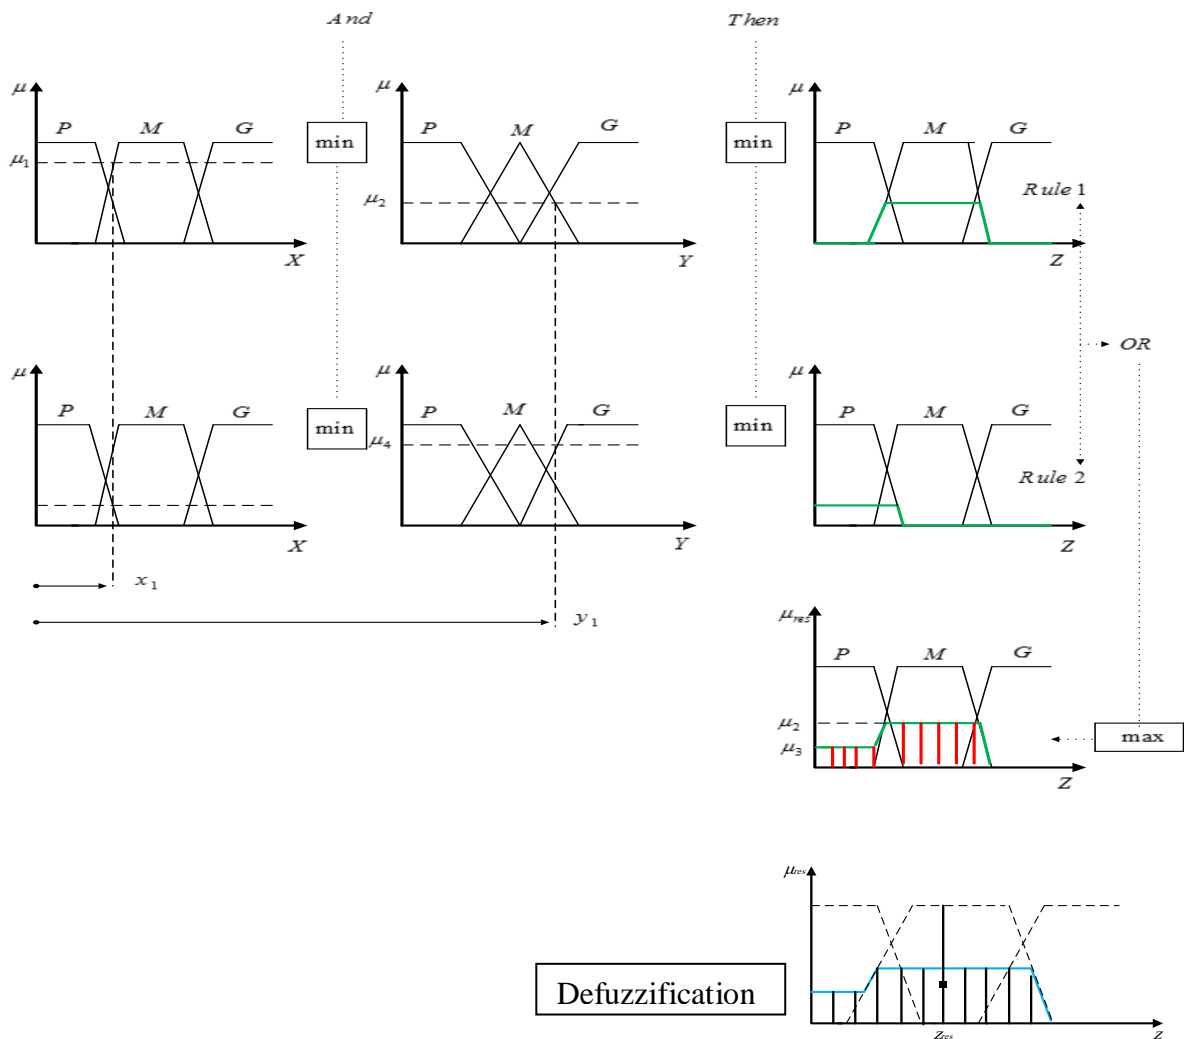 And Then
μ μ μ
P M G min P M G min P M G
μ1 μ2 Rule 1
X Y Z
OR
μ μ μ
P M G min P M G min P M G
μ4 Rule 2
X Y Z
x1
y1
μres
P M G
μ2 max
μ3
Z
μres
Defuzzification
zres z